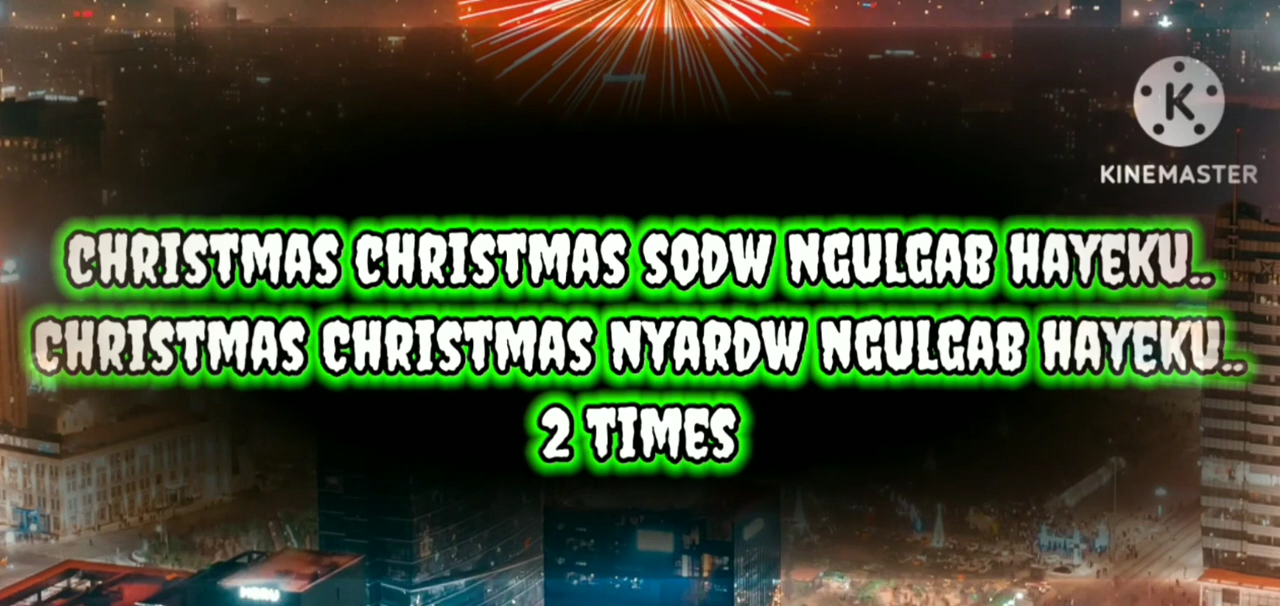 K
KINEMASTER
CHRISTMAS CHRISTMAS SODW NGULGAB HAYEKU..
CHRISTMAS CHRISTMAS NYARDW NGULGAB HAYEKU..
2 TIMES